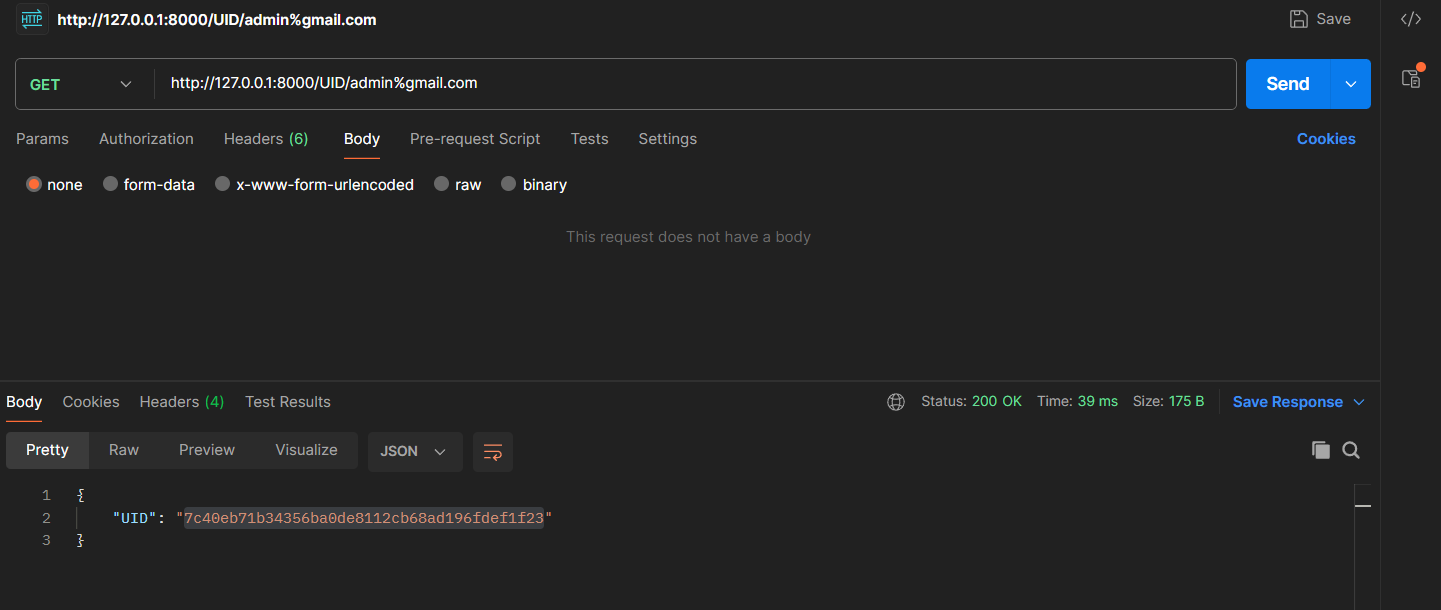 HTTP http://127.0.0.1:8000/UID/admin%gmail.com Save
GET http://127.0.0.1:8000/UID/admin%gmail.com Send
Params Authorization Headers (6) Body Pre-request Script Tests Settings Cookies
none form-data x-www-form-urlencoded raw binary
This request does not have a body
Body Cookies Headers (4) Test Results Status: 200 OK Time: 39 ms Size: 175 B Save Response
Pretty Raw Preview Visualize JSON
1 {
2 "UID": "7c40eb71b34356ba0de8112cb68ad196fdef1f23"
3 }